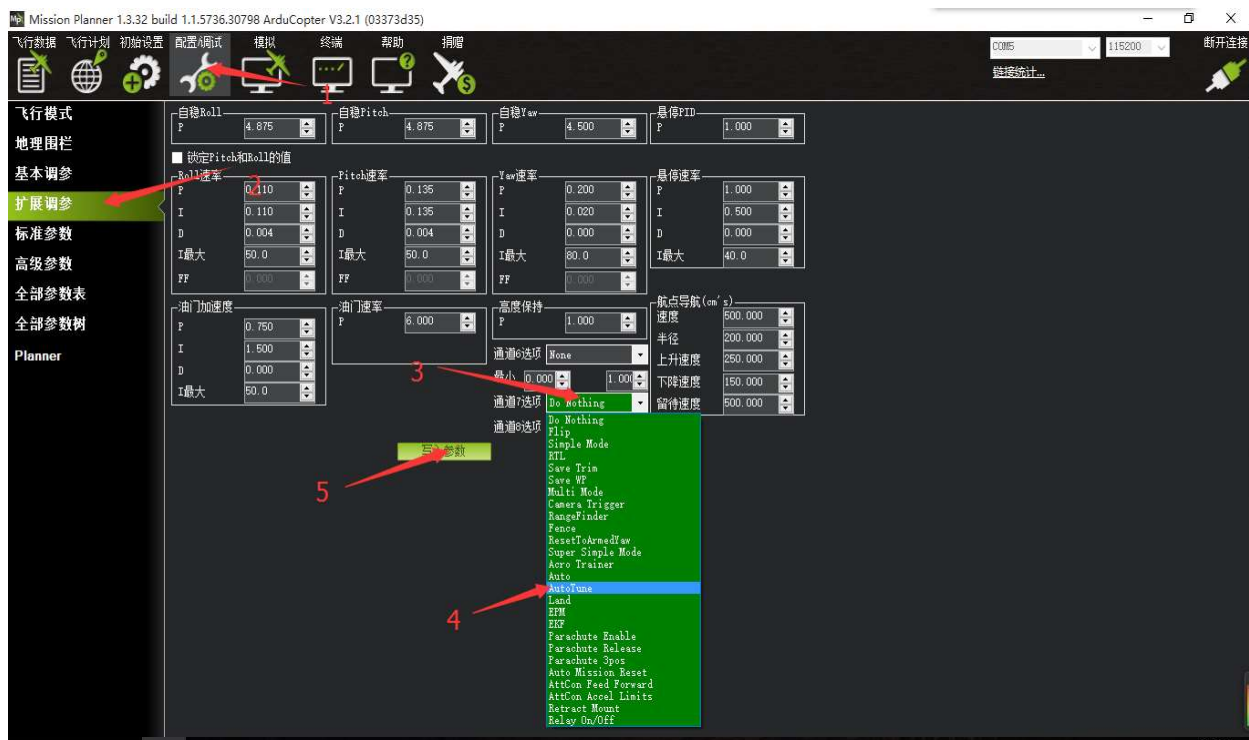 Mission Planner 1.3.32 build 1.1.5736.30798 ArduCopter V3.2.1 (03373d35)
飞行数据 飞行计划 初始设置 配置/调试 模拟 终端 帮助 捐赠
COM5 115200 断开连接
链接统计...
1
飞行模式
地理围栏
基本调参
扩展调参
标准参数
高级参数
全部参数表
全部参数树
Planner
自稳Roll 自稳Pitch 自稳Yaw 悬停PID
P 4.875 P 4.875 P 4.500 P 1.000
锁定Pitch和Roll的值
Roll速率 Pitch速率 Yaw速率 悬停速率
2
P 0.110 P 0.135 P 0.200 P 1.000
I 0.110 I 0.135 I 0.020 I 0.500
D 0.004 D 0.004 D 0.000 D 0.000
I最大 50.0 I最大 50.0 I最大 80.0 I最大 40.0
FF 0.000 FF 0.000 FF 0.000
油门加速度 油门速率 高度保持 航点导航(cm's)
P 0.750 P 6.000 P 1.000 速度 500.000
I 1.500 半径 200.000
D 0.000 通道6选项 None 上升速度 250.000
I最大 50.0 3 最小 0.000 1.000 下降速度 150.000
通道7选项 Do Nothing 留待速度 500.000
通道8选项
写入参数
5
Do Nothing
Flip
Simple Mode
RTL
Save Trim
Save WP
Multi Mode
Camera Trigger
RangeFinder
Fence
ResetToArmedYaw
Super Simple Mode
Acro Trainer
Auto
AutoTune
4
Land
EPM
EKF
Parachute Enable
Parachute Release
Parachute 3pos
Auto Mission Reset
AttCon Feed Forward
AttCon Accel Limits
Retract Mount
Relay On/Off